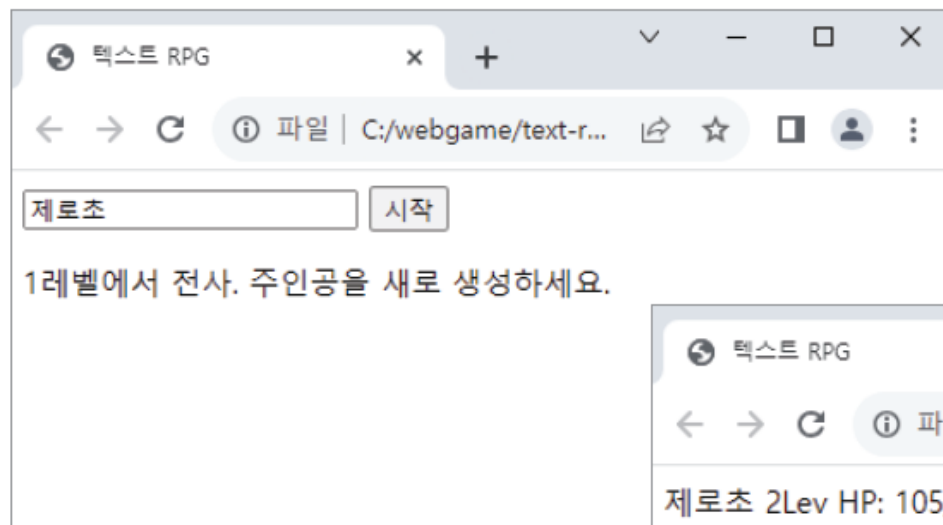 텍스트 RPG
파일 C:/webgame/text-r...
제로초 시작
1레벨에서 전사. 주인공을 새로 생성하세요.
텍스트 RPG
제로초 2Lev HP: 105